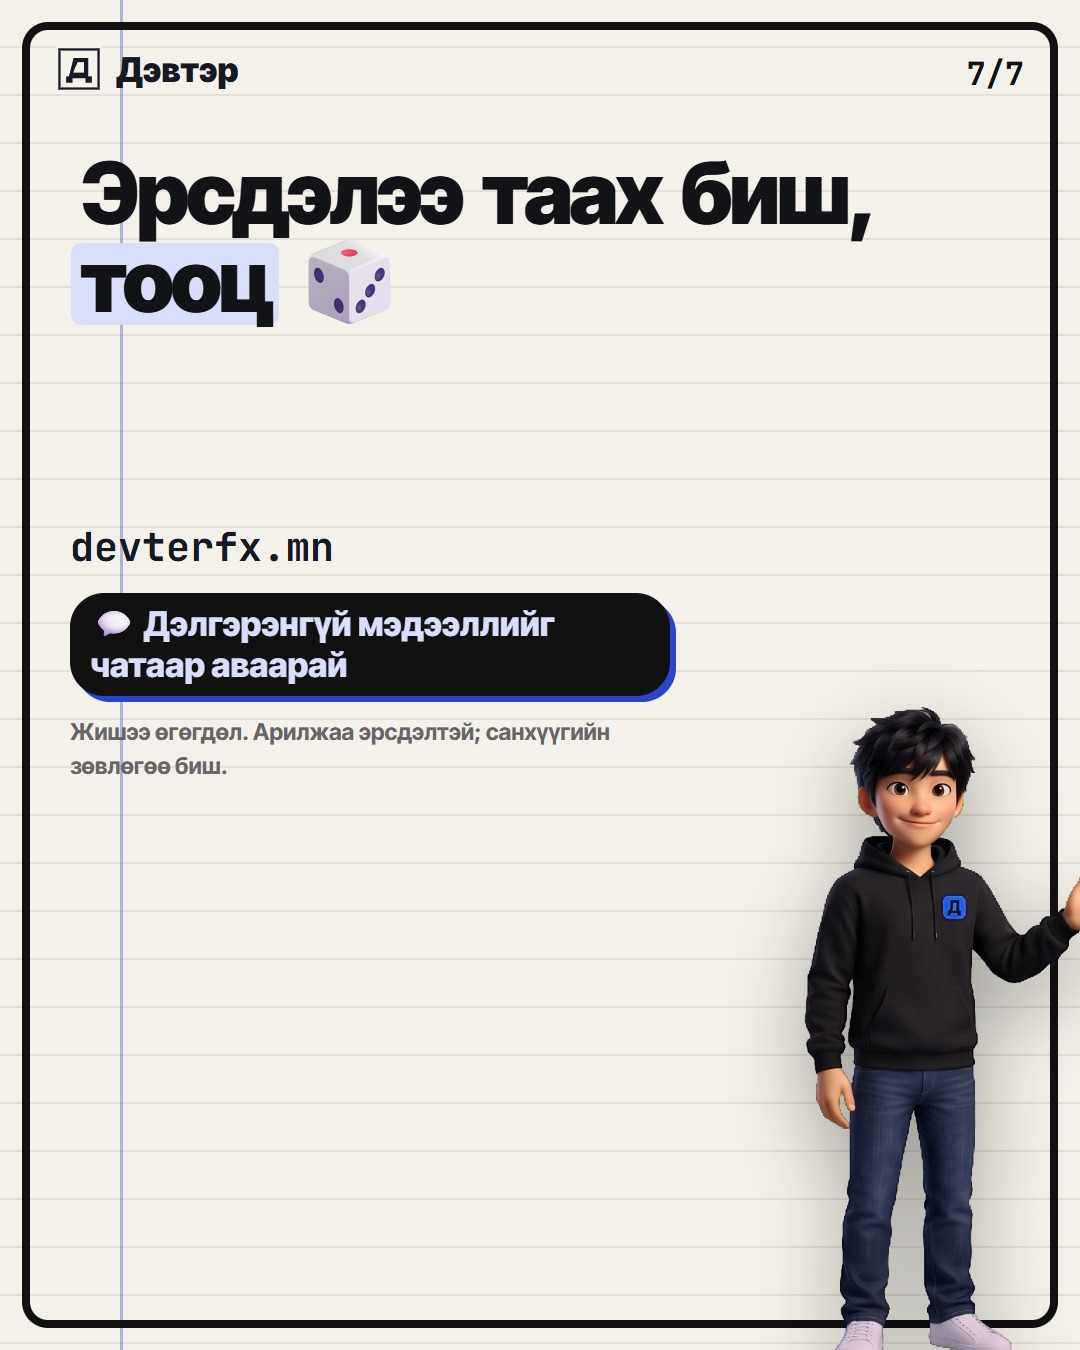 Д Дэвтэр
7/7
Эрсдэлээ таах биш,
тооц
devterfx.mn
Дэлгэрэнгүй мэдээллийг
чатаар аваарай
Жишээ өгөгдөл. Арилжаа эрсдэлтэй; санхүүгийн
зөвлөгөө биш.
Д